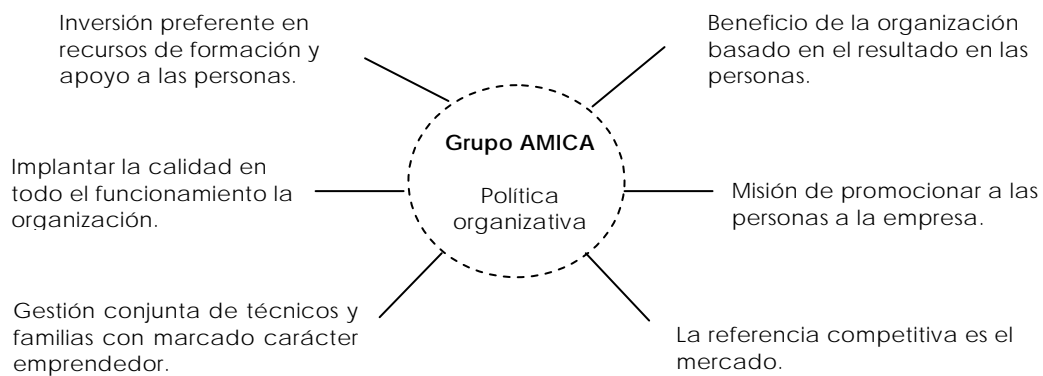 Inversión preferente en
recursos de formación y
apoyo a las personas.
Beneficio de la organización
basado en el resultado en las
personas.
Grupo AMICA
Política
organizativa
Implantar la calidad en
todo el funcionamiento la
organización.
Misión de promocionar a las
personas a la empresa.
Gestión conjunta de técnicos y
familias con marcado carácter
emprendedor.
La referencia competitiva es el
mercado.